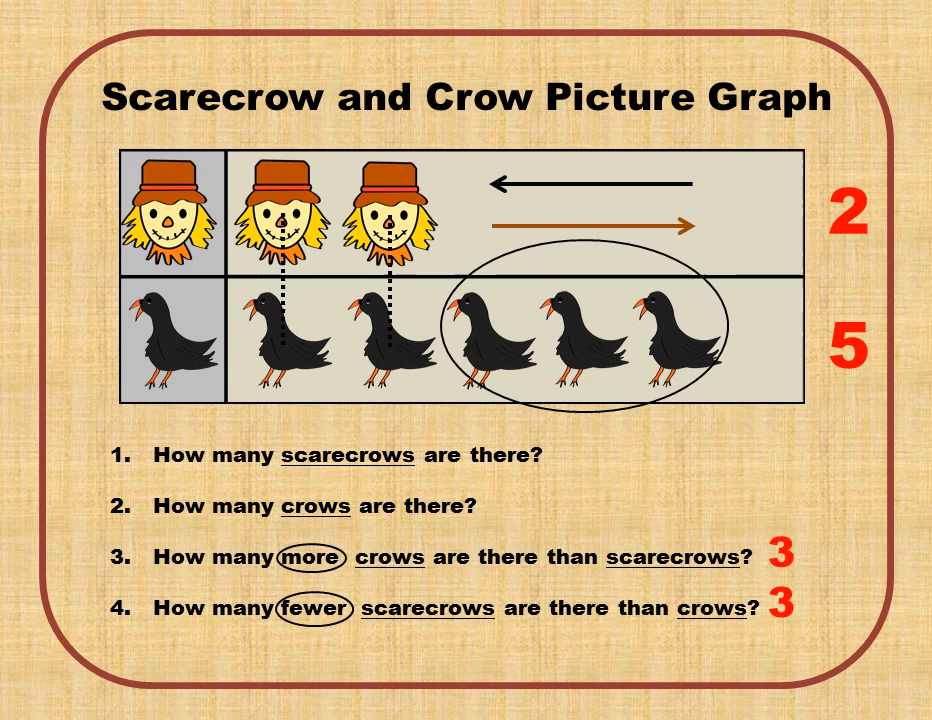 Scarecrow and Crow Picture Graph
2
5
1. How many scarecrows are there?
2. How many crows are there?
3. How many more crows are there than scarecrows? 3
4. How many fewer scarecrows are there than crows? 3